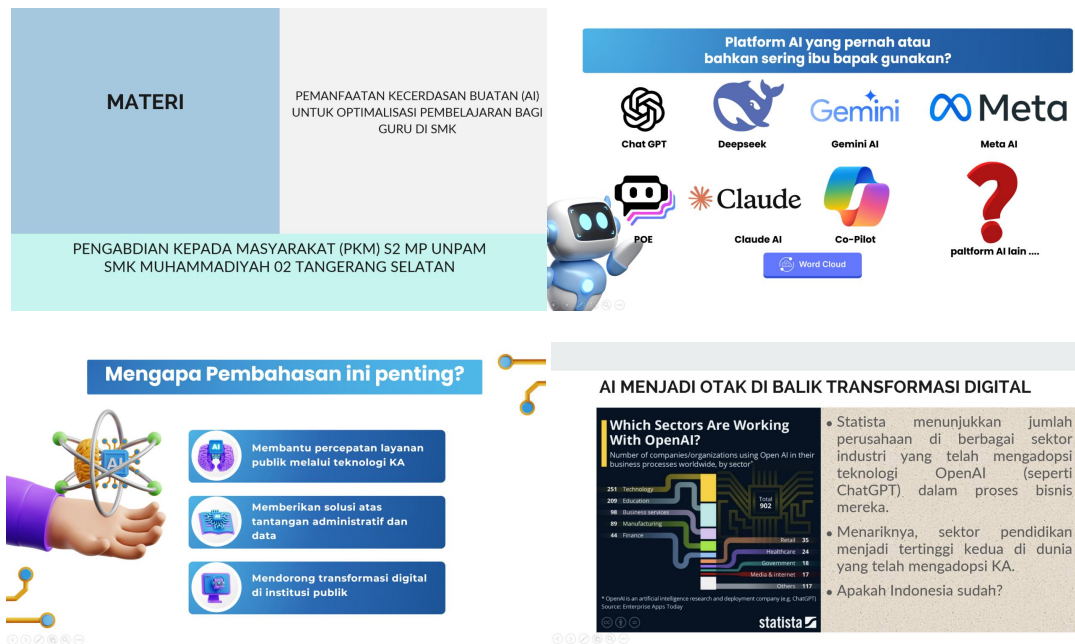 MATERI
PEMANFAATAN KECERDASAN BUATAN (AI)
UNTUK OPTIMALISASI PEMBELAJARAN BAGI
GURU DI SMK
PENGABDIAN KEPADA MASYARAKAT (PKM) S2 MP UNPAM
SMK MUHAMMADIYAH 02 TANGERANG SELATAN
Platform AI yang pernah atau
bahkan sering ibu bapak gunakan?
Gemini
Meta
Chat GPT
Deepseek
Gemini AI
Meta AI
Claude
POE
Claude AI
Co-Pilot
paltform AI lain ....
Word Cloud
Mengapa Pembahasan ini penting?
AI
AI
Membantu percepatan layanan
publik melalui teknologi KA
Memberikan solusi atas
tantangan administratif dan
data
Mendorong transformasi digital
di institusi publik
AI MENJADI OTAK DI BALIK TRANSFORMASI DIGITAL
Which Sectors Are Working
With OpenAI?
Number of companies/organizations using Open AI in their
business processes worldwide, by sector*
251 Technology
209 Education
98 Business services
89 Manufacturing
44 Finance
Total
902
Retail 35
Healthcare 24
Government 18
Media & internet 17
Others 117
* OpenAI is an artificial intelligence research and deployment company (e.g. ChatGPT)
Source: Enterprise Apps Today
statista
• Statista menunjukkan jumlah
perusahaan di berbagai sektor
industri yang telah mengadopsi
teknologi OpenAI (seperti
ChatGPT) dalam proses bisnis
mereka.
• Menariknya, sektor pendidikan
menjadi tertinggi kedua di dunia
yang telah mengadopsi KA.
• Apakah Indonesia sudah?